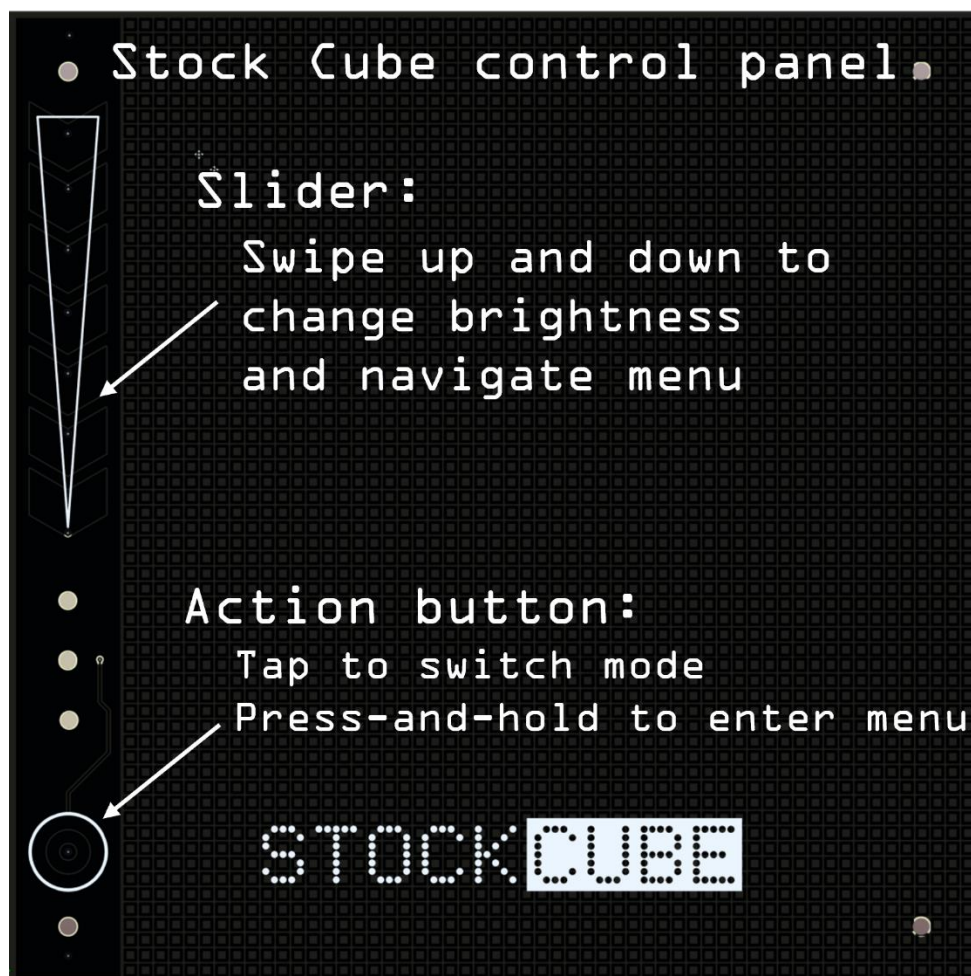 Stock Cube control panel
Slider:
Swipe up and down to
change brightness
and navigate menu
Action button:
Tap to switch mode
Press-and-hold to enter menu
STOCKCUBE